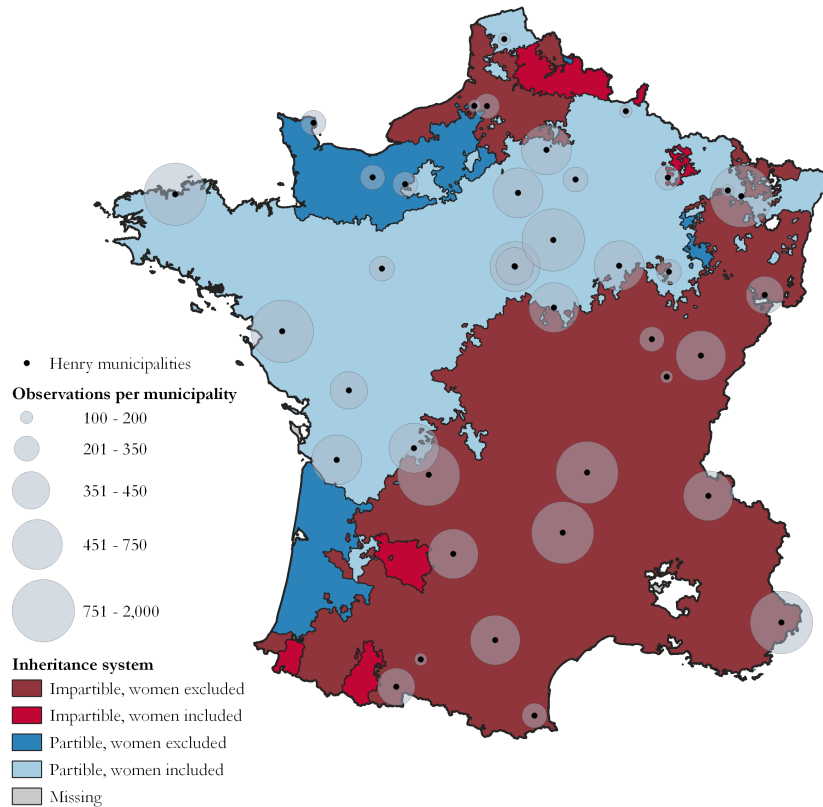 Henry municipalities
Observations per municipality
100 - 200
201 - 350
351 - 450
451 - 750
751 - 2,000
Inheritance system
Impartible, women excluded
Impartible, women included
Partible, women excluded
Partible, women included
Missing